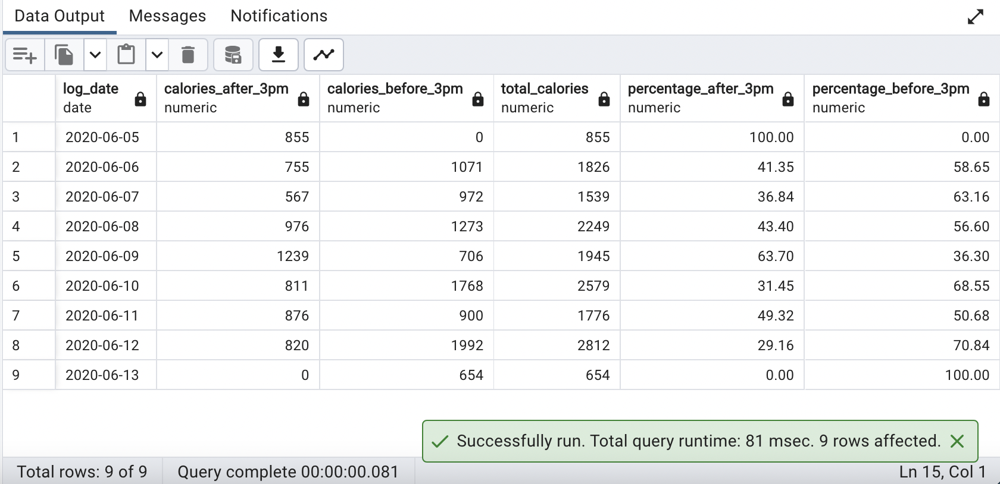 Data Output Messages Notifications
log_date calories_after_3pm calories_before_3pm total_calories percentage_after_3pm percentage_before_3pm
date numeric numeric numeric numeric numeric
1 2020-06-05 855 0 855 100.00 0.00
2 2020-06-06 755 1071 1826 41.35 58.65
3 2020-06-07 567 972 1539 36.84 63.16
4 2020-06-08 976 1273 2249 43.40 56.60
5 2020-06-09 1239 706 1945 63.70 36.30
6 2020-06-10 811 1768 2579 31.45 68.55
7 2020-06-11 876 900 1776 49.32 50.68
8 2020-06-12 820 1992 2812 29.16 70.84
9 2020-06-13 0 654 654 0.00 100.00
Successfully run. Total query runtime: 81 msec. 9 rows affected.
Total rows: 9 of 9 Query complete 00:00:00.081 Ln 15, Col 1